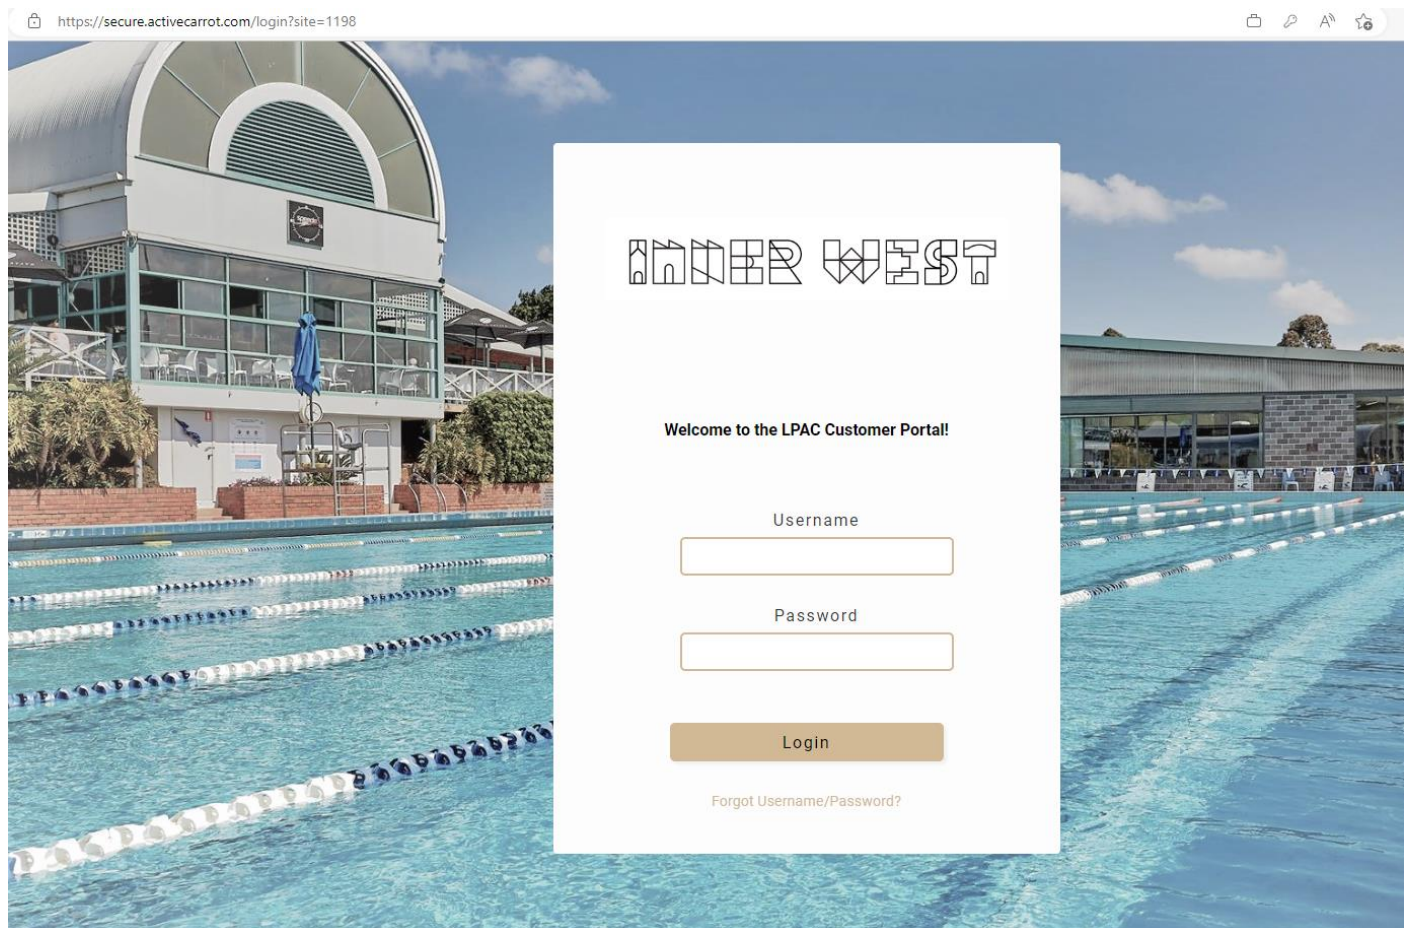 https://secure.activecarrot.com/login?site=1198
INNER WEST
Welcome to the LPAC Customer Portal!
Username
Password
Login
Forgot Username/Password?
speedo